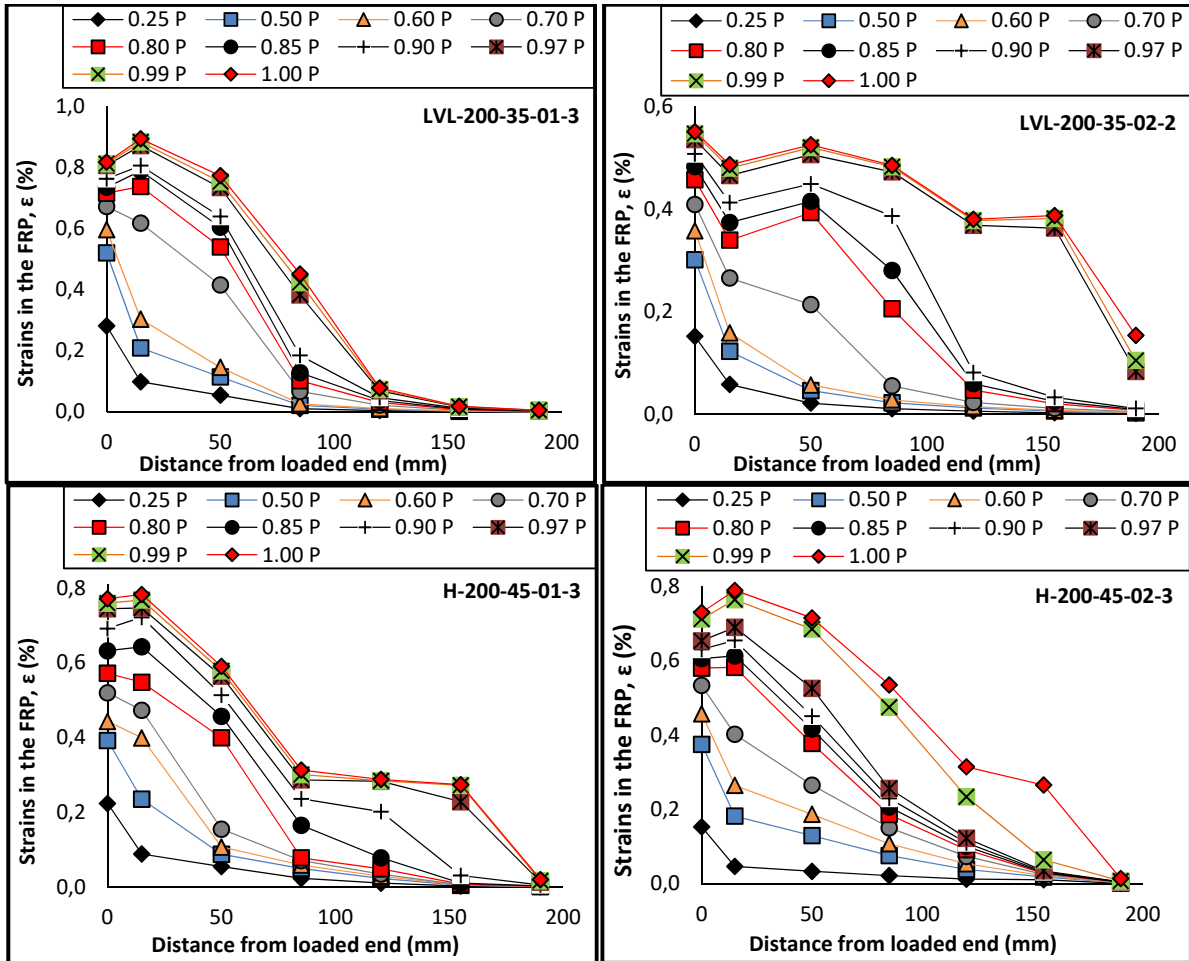 0.25 P 0.50 P 0.60 P 0.70 P
0.80 P 0.85 P 0.90 P 0.97 P
0.99 P 1.00 P
LVL-200-35-01-3
Strains in the FRP, ε (%)
1,0
0,8
0,6
0,4
0,2
0,0
0 50 100 150 200
Distance from loaded end (mm)
0.25 P 0.50 P 0.60 P 0.70 P
0.80 P 0.85 P 0.90 P 0.97 P
0.99 P 1.00 P
LVL-200-35-02-2
Strains in the FRP, ε (%)
0,6
0,4
0,2
0,0
0 50 100 150 200
Distance from loaded end (mm)
0.25 P 0.50 P 0.60 P 0.70 P
0.80 P 0.85 P 0.90 P 0.97 P
0.99 P 1.00 P
H-200-45-01-3
Strains in the FRP, ε (%)
0,8
0,6
0,4
0,2
0,0
0 50 100 150 200
Distance from loaded end (mm)
0.25 P 0.50 P 0.60 P 0.70 P
0.80 P 0.85 P 0.90 P 0.97 P
0.99 P 1.00 P
H-200-45-02-3
Strains in the FRP, ε (%)
0,8
0,6
0,4
0,2
0,0
0 50 100 150 200
Distance from loaded end (mm)